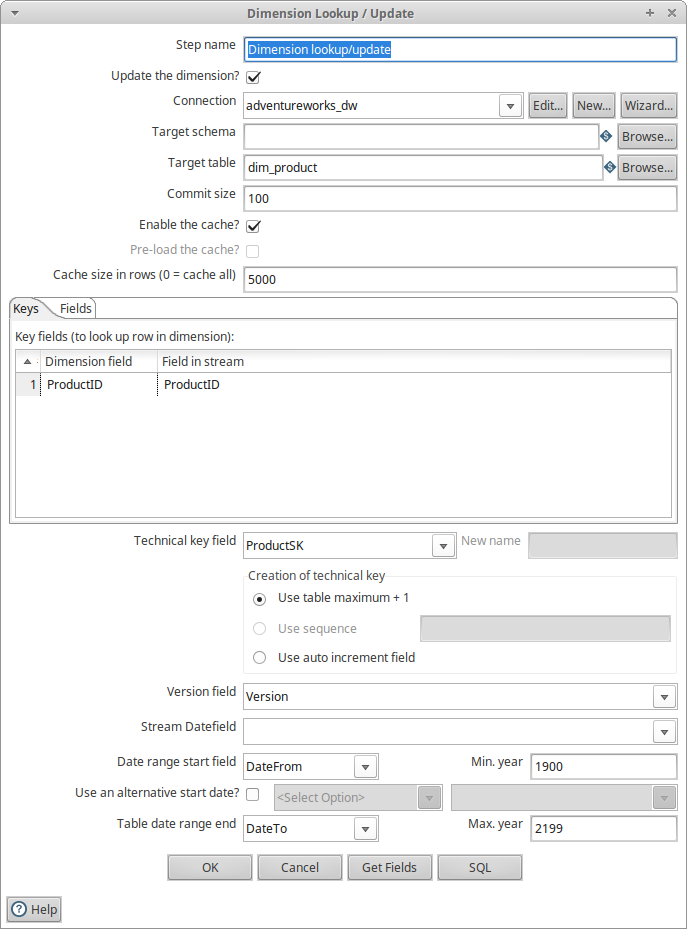 Dimension Lookup / Update
Step name Dimension lookup/update
Update the dimension?
Connection adventureworks_dw Edit... New... Wizard...
Target schema S Browse...
Target table dim_product S Browse...
Commit size 100
Enable the cache?
Pre-load the cache?
Cache size in rows (0 = cache all) 5000
Keys Fields
Key fields (to look up row in dimension):
Dimension field Field in stream
1 ProductID ProductID
Technical key field ProductSK New name
Creation of technical key
Use table maximum + 1
Use sequence
Use auto increment field
Version field Version
Stream Datefield
Date range start field DateFrom Min. year 1900
Use an alternative start date? <Select Option>
Table date range end DateTo Max. year 2199
OK Cancel Get Fields SQL
? Help